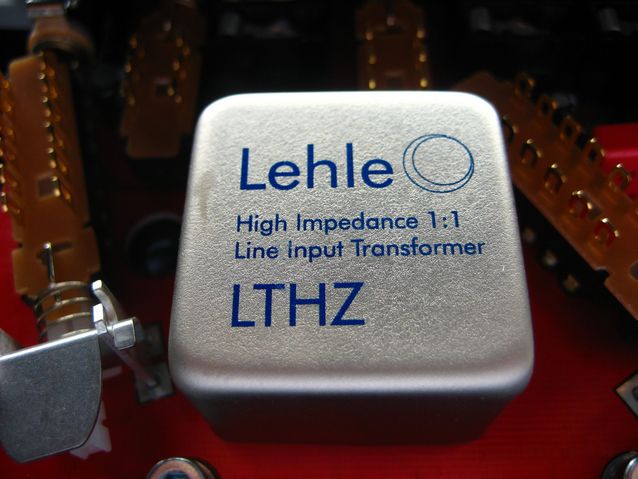 Lehle
High Impedance 1:1
Line Input Transformer
LTHZ